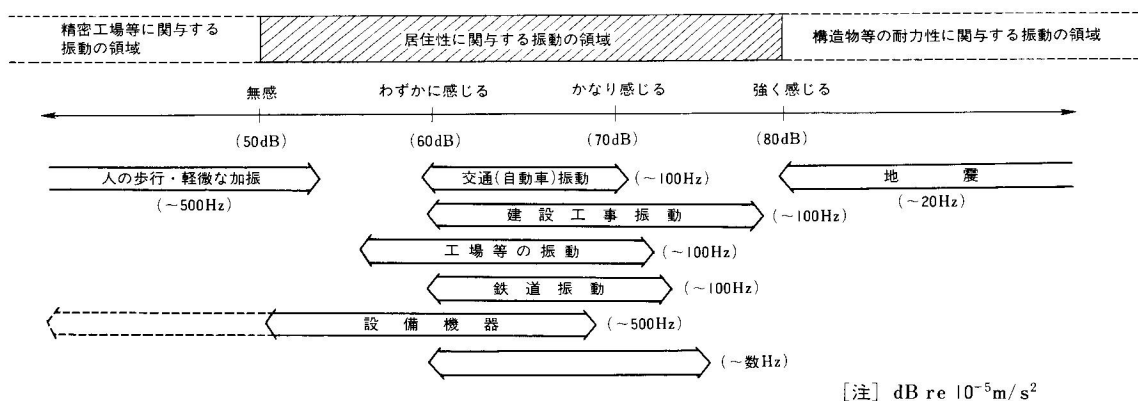 精密工場等に関与する
振動の領域
居住性に関与する振動の領域
構造物等の耐力性に関与する振動の領域
無感
わずかに感じる
かなり感じる
強く感じる
(50dB)
(60dB)
(70dB)
(80dB)
人の歩行・軽微な加振
(~500Hz)
交通(自動車)振動
(~100Hz)
地震
(~20Hz)
建設工事振動
(~100Hz)
工場等の振動
(~100Hz)
鉄道振動
(~100Hz)
設備機器
(~500Hz)
(~数Hz)
[注] dB re 10⁻⁵m/s²